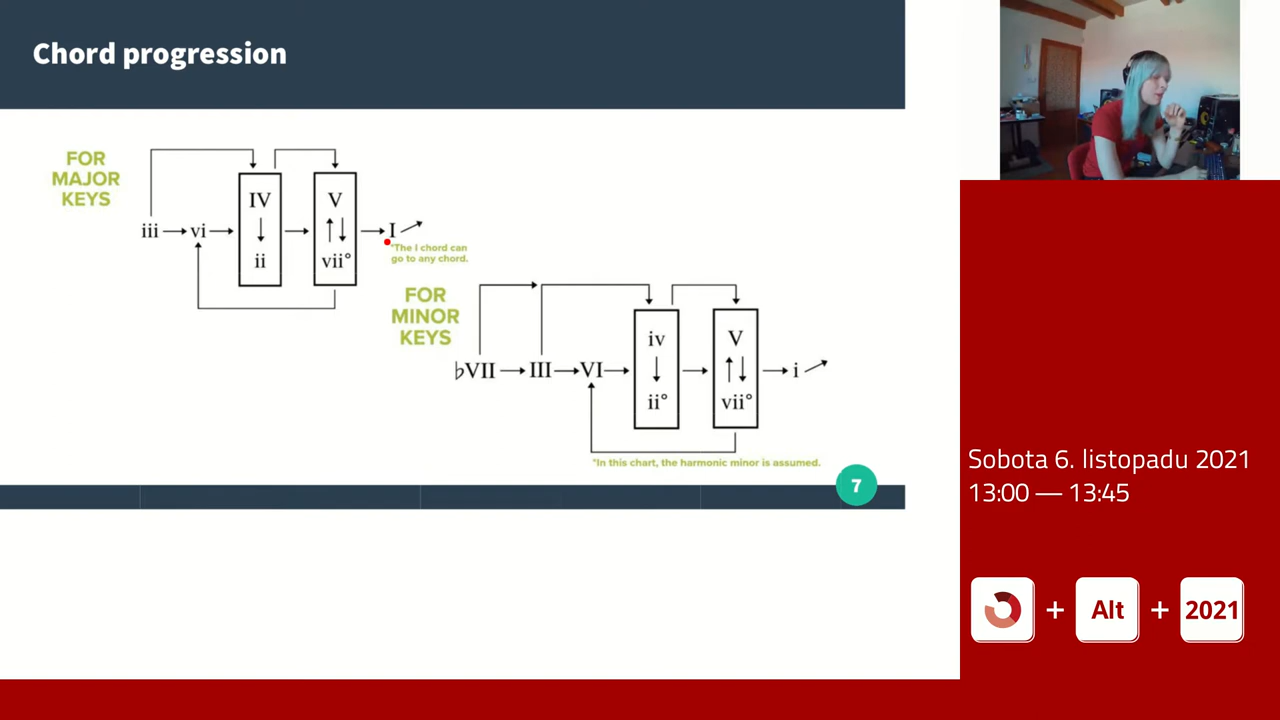 Chord progression
FOR
MAJOR
KEYS
IV
V
iii
vi
I
ii
vii°
*The I chord can
go to any chord.
FOR
MINOR
KEYS
iv
V
♭VII
III
VI
i
ii°
vii°
*In this chart, the harmonic minor is assumed.
7
Sobota 6. listopadu 2021
13:00 — 13:45
+ Alt + 2021